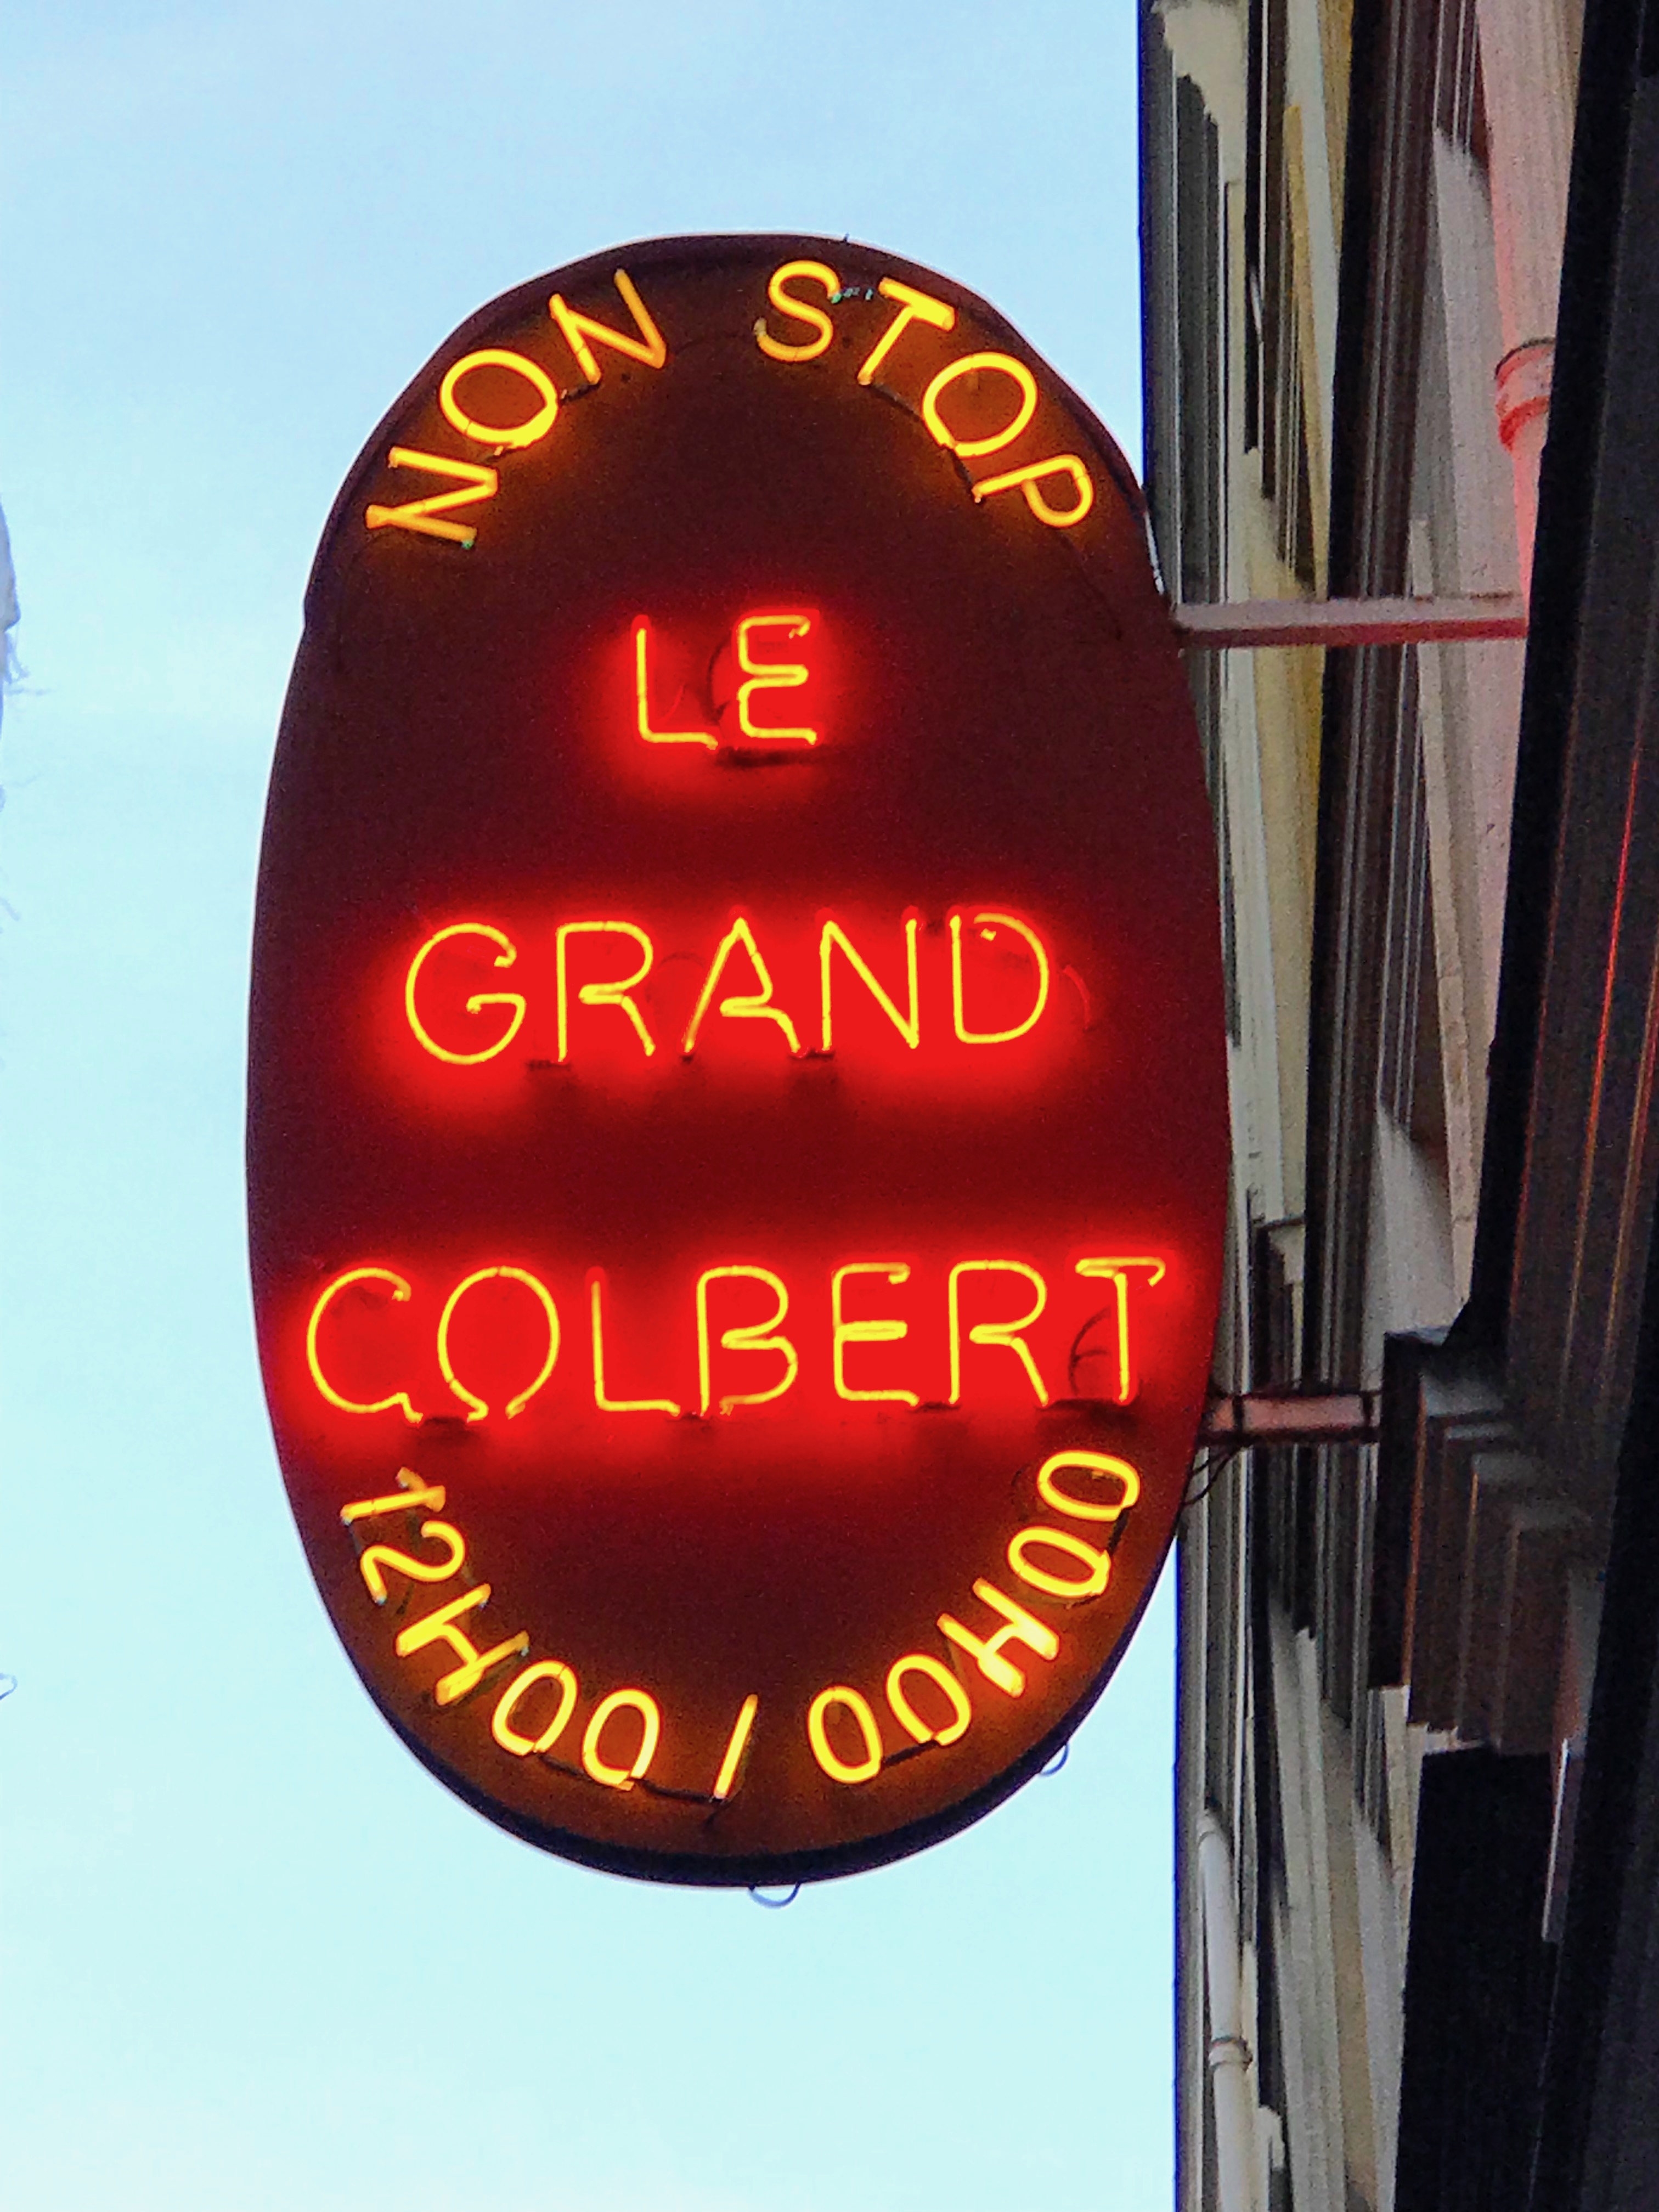 NON STOP
LE
GRAND
COLBERT
12H00 / 00H00